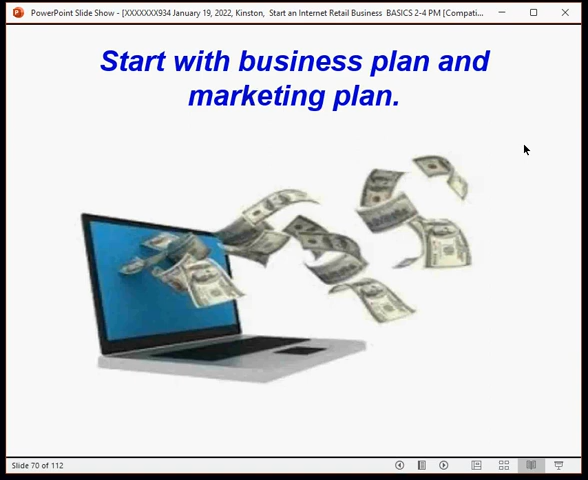 PowerPoint Slide Show - [XXXXXXX934 January 19, 2022, Kinston, Start an Internet Retail Business BASICS 2-4 PM [Compati...
Start with business plan and
marketing plan.
Slide 70 of 112